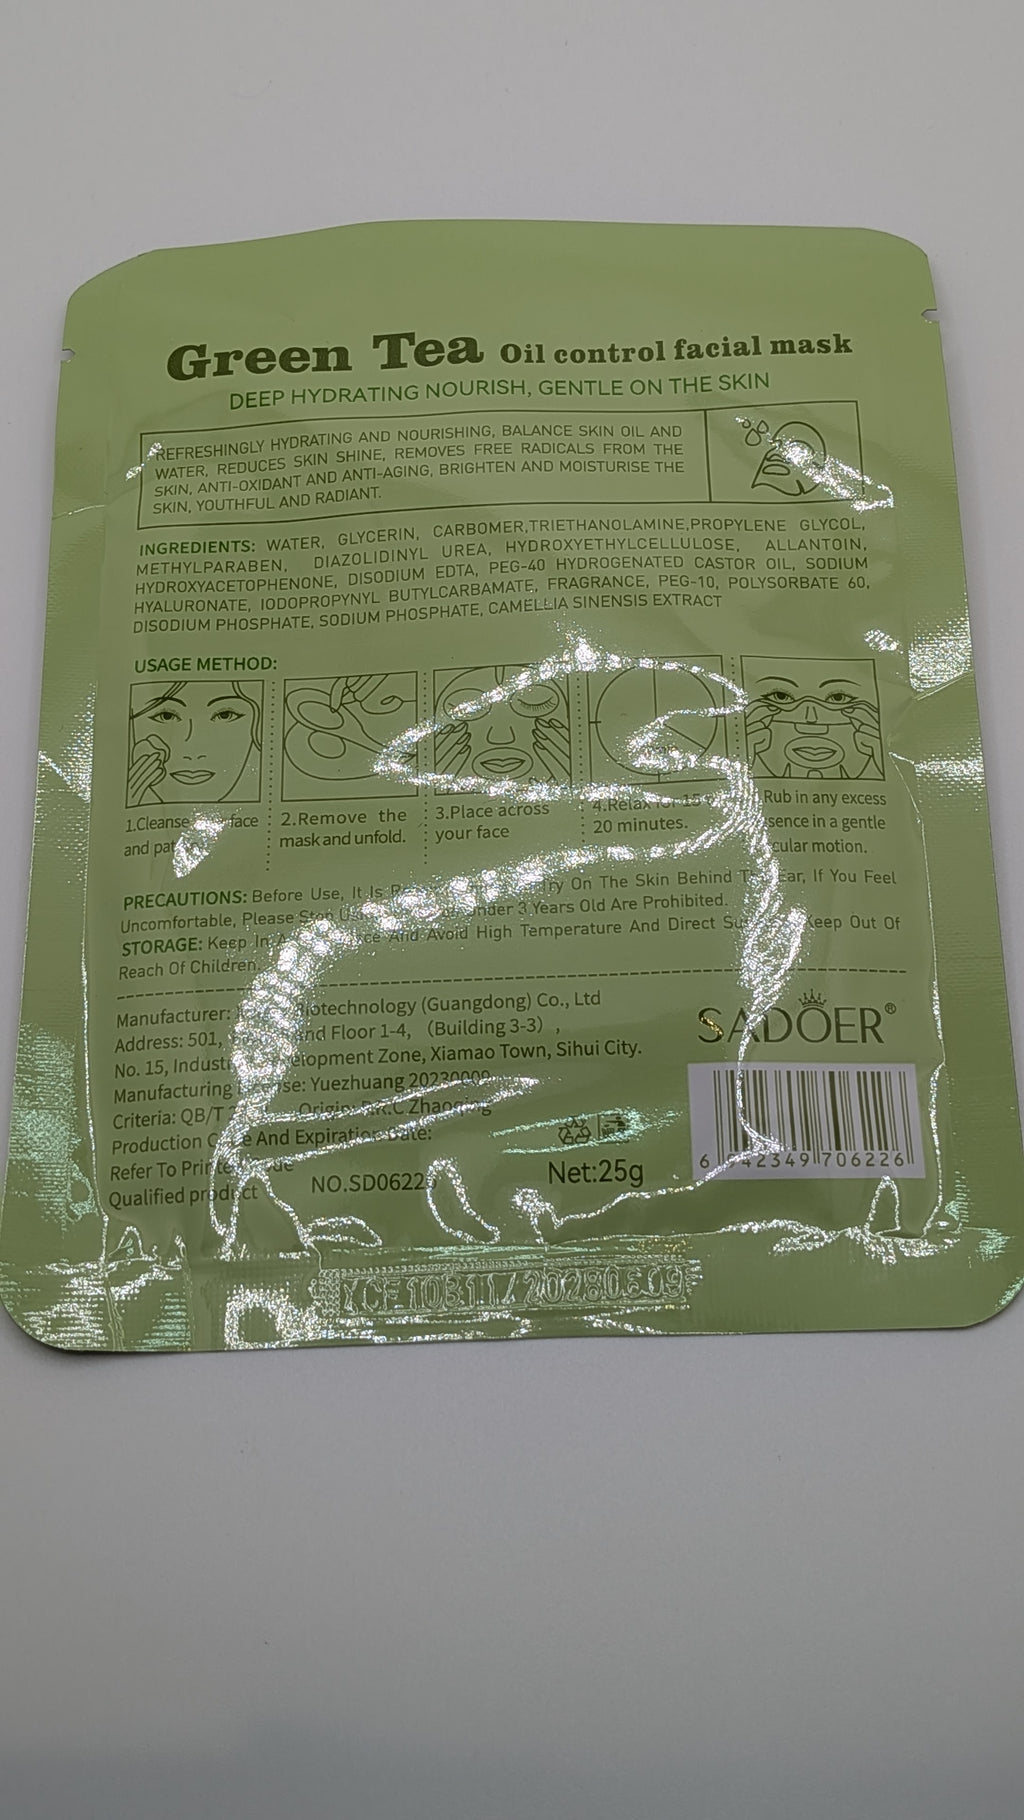 Green Tea Oil control facial mask
DEEP HYDRATING NOURISH, GENTLE ON THE SKIN
REFRESHINGLY HYDRATING AND NOURISHING, BALANCE SKIN OIL AND
WATER, REDUCES SKIN SHINE, REMOVES FREE RADICALS FROM THE
SKIN, ANTI-OXIDANT AND ANTI-AGING, BRIGHTEN AND MOISTURISE THE
SKIN, YOUTHFUL AND RADIANT.
INGREDIENTS: WATER, GLYCERIN, CARBOMER,TRIETHANOLAMINE,PROPYLENE GLYCOL,
METHYLPARABEN, DIAZOLIDINYL UREA, HYDROXYETHYLCELLULOSE, ALLANTOIN,
HYDROXYACETOPHENONE, DISODIUM EDTA, PEG-40 HYDROGENATED CASTOR OIL, SODIUM
HYALURONATE, IODOPROPYNYL BUTYLCARBAMATE, FRAGRANCE, PEG-10, POLYSORBATE 60,
DISODIUM PHOSPHATE, SODIUM PHOSPHATE, CAMELLIA SINENSIS EXTRACT
USAGE METHOD:
1.Cleanse face
and pat
2.Remove the
mask and unfold.
3.Place across
your face
4.Relax for 15
20 minutes.
Rub in any excess
in a gentle
motion.
PRECAUTIONS: Before Use, It Is Try On The Skin Behind The Ear, If You Feel
Uncomfortable, Please Stop Under 3 Years Old Are Prohibited.
STORAGE: Keep In And Avoid High Temperature And Direct Keep Out Of
Reach Of Children.
Manufacturer: Biotechnology (Guangdong) Co., Ltd
Address: 501, Floor 1-4, (Building 3-3) ,
No. 15, Development Zone, Xiamao Town, Sihui City.
Manufacturing Yuezhuang
Criteria: QB/T Origin: P.R.C Zhaoqing
Production And Expiration Date:
Refer To Printed Code
Qualified product
NO.SD0622
Net:25g
SADOER®
6 942349 706226